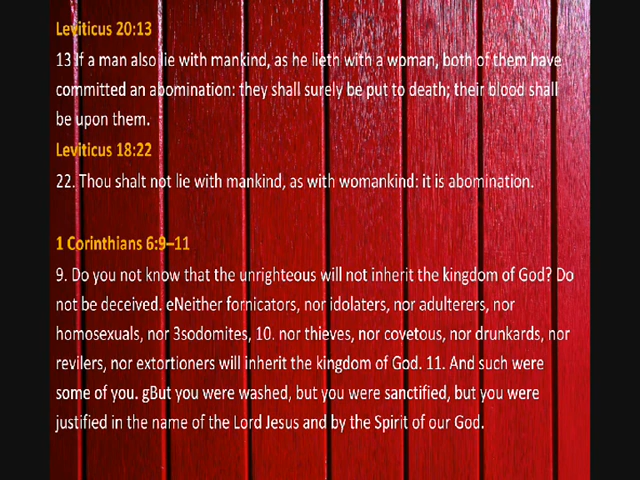 Leviticus 20:13
13 If a man also lie with mankind, as he lieth with a woman, both of them have
committed an abomination: they shall surely be put to death; their blood shall
be upon them.
Leviticus 18:22
22. Thou shalt not lie with mankind, as with womankind: it is abomination.
1 Corinthians 6:9–11
9. Do you not know that the unrighteous will not inherit the kingdom of God? Do
not be deceived. eNeither fornicators, nor idolaters, nor adulterers, nor
homosexuals, nor 3sodomites, 10. nor thieves, nor covetous, nor drunkards, nor
revilers, nor extortioners will inherit the kingdom of God. 11. And such were
some of you. gBut you were washed, but you were sanctified, but you were
justified in the name of the Lord Jesus and by the Spirit of our God.